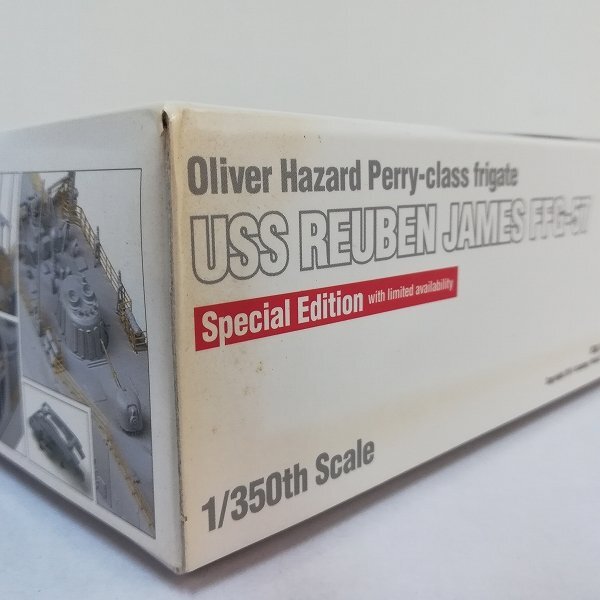 Oliver Hazard Perry-class frigate
USS REUBEN JAMES FFG-57
Special Edition with limited availability
1/350th Scale